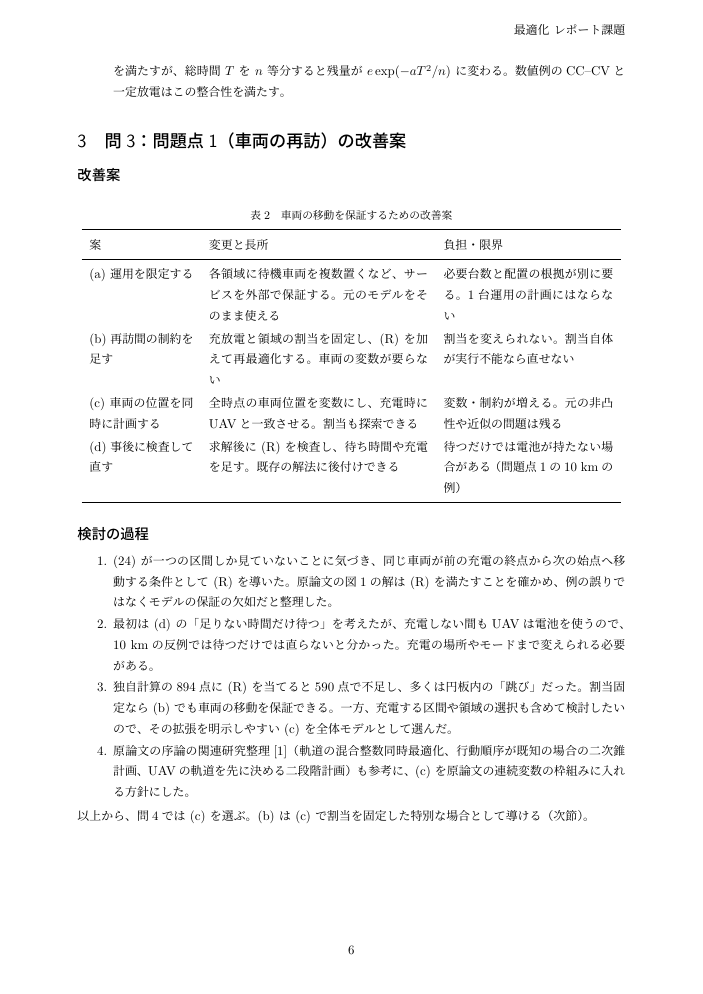 最適化 レポート課題
を満たすが、総時間 T を n 等分すると残量が e exp(−aT²/n) に変わる。数値例の CC–CV と
一定放電はこの整合性を満たす。
3 問 3：問題点 1（車両の再訪）の改善案
改善案
表 2 車両の移動を保証するための改善案
案 変更と長所 負担・限界
(a) 運用を限定する 各領域に待機車両を複数置くなど、サー 必要台数と配置の根拠が別に要
ビスを外部で保証する。元のモデルをそ る。1 台運用の計画にはならな
のまま使える い
(b) 再訪間の制約を 充放電と領域の割当を固定し、(R) を加 割当を変えられない。割当自体
足す えて再最適化する。車両の変数が要らな が実行不能なら直せない
い
(c) 車両の位置を同 全時点の車両位置を変数にし、充電時に 変数・制約が増える。元の非凸
時に計画する UAV と一致させる。割当も探索できる 性や近似の問題は残る
(d) 事後に検査して 求解後に (R) を検査し、待ち時間や充電 待つだけでは電池が持たない場
直す を足す。既存の解法に後付けできる 合がある（問題点 1 の 10 km の
例）
検討の過程
1. (24) が一つの区間しか見ていないことに気づき、同じ車両が前の充電の終点から次の始点へ移
動する条件として (R) を導いた。原論文の図 1 の解は (R) を満たすことを確かめ、例の誤りで
はなくモデルの保証の欠如だと整理した。
2. 最初は (d) の「足りない時間だけ待つ」を考えたが、充電しない間も UAV は電池を使うので、
10 km の反例では待つだけでは直らないと分かった。充電の場所やモードまで変えられる必要
がある。
3. 独自計算の 894 点に (R) を当てると 590 点で不足し、多くは円板内の「跳び」だった。割当固
定なら (b) でも車両の移動を保証できる。一方、充電する区間や領域の選択も含めて検討したい
ので、その拡張を明示しやすい (c) を全体モデルとして選んだ。
4. 原論文の序論の関連研究整理 [1]（軌道の混合整数同時最適化、行動順序が既知の場合の二次錐
計画、UAV の軌道を先に決める二段階計画）も参考に、(c) を原論文の連続変数の枠組みに入れ
る方針にした。
以上から、問 4 では (c) を選ぶ。(b) は (c) で割当を固定した特別な場合として導ける（次節）。
6